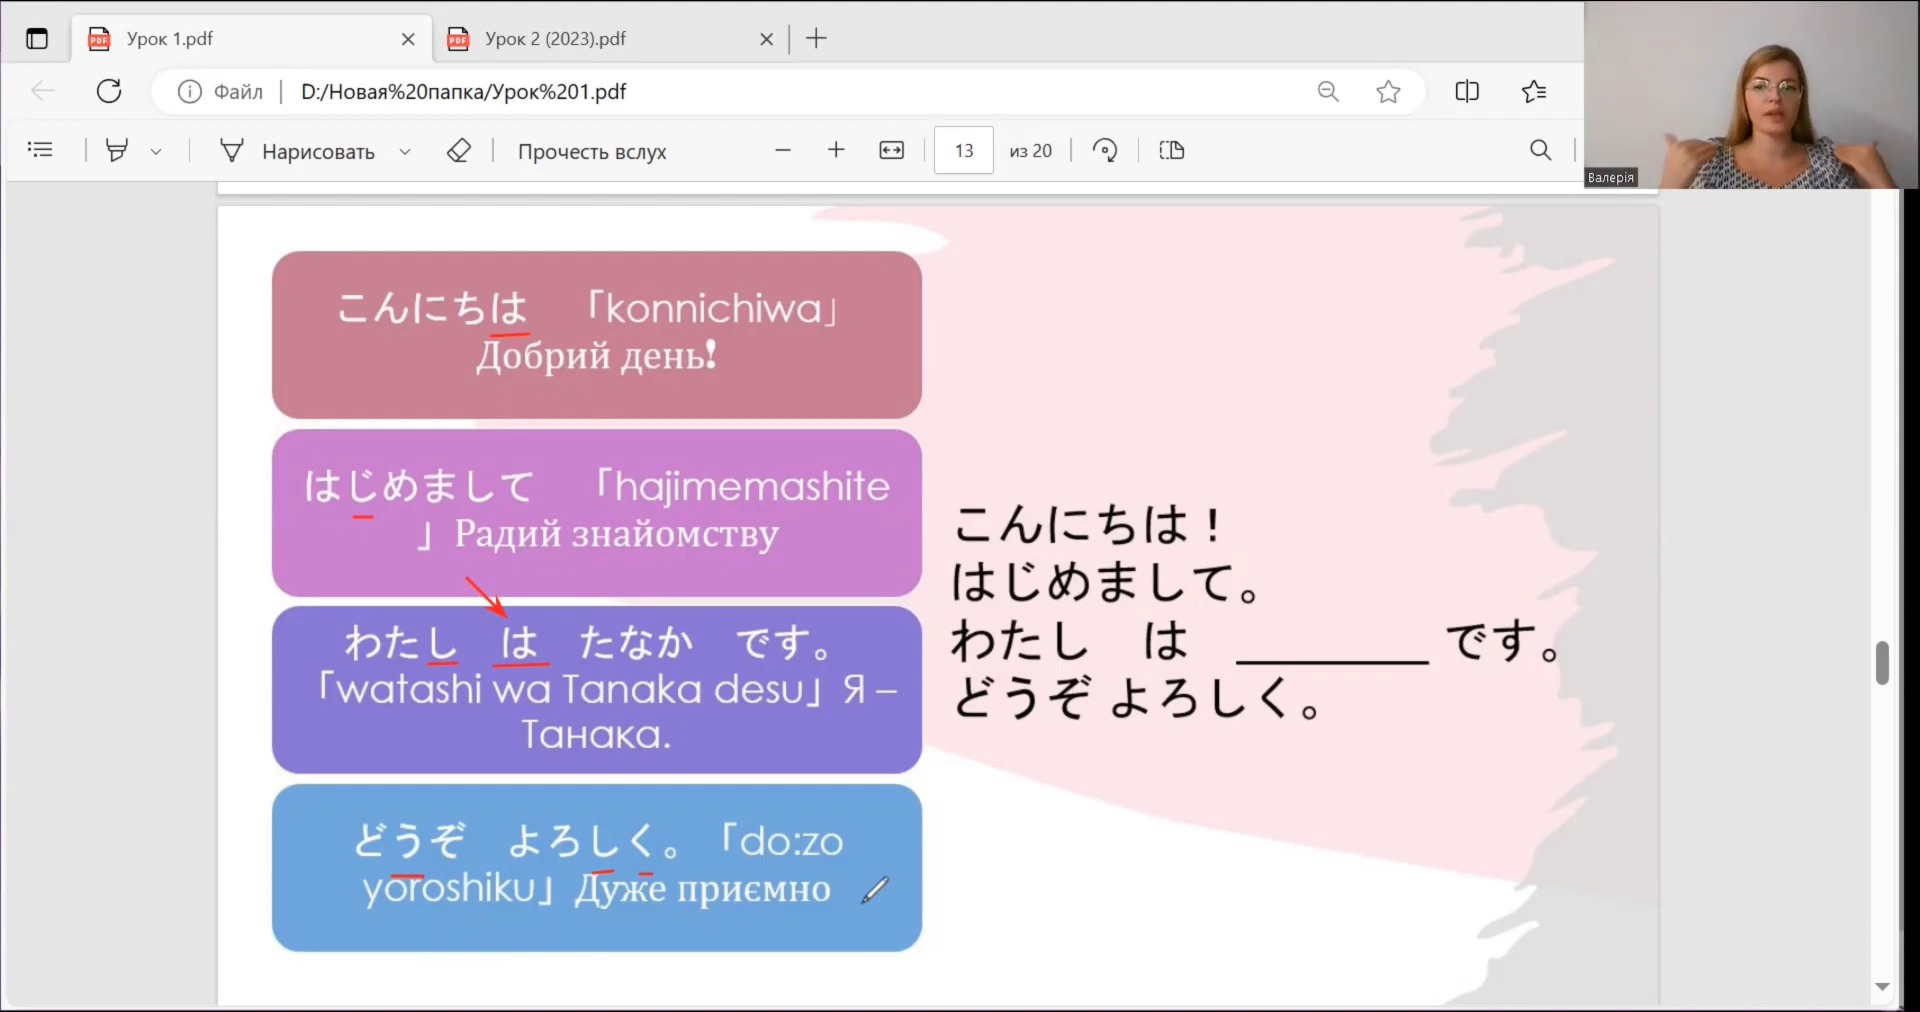 Урок 1.pdf
Урок 2 (2023).pdf
Файл
D:/Новая%20папка/Урок%201.pdf
Нарисовать
Прочесть вслух
13
из 20
Валерія
こんにちは 「konnichiwa」
Добрий день!
はじめまして 「hajimemashite
」Радий знайомству
わたし は たなか です。
「watashi wa Tanaka desu」Я –
Танака.
どうぞ よろしく。「do:zo
yoroshiku」Дуже приємно
こんにちは！
はじめまして。
わたし は ________ です。
どうぞ よろしく。